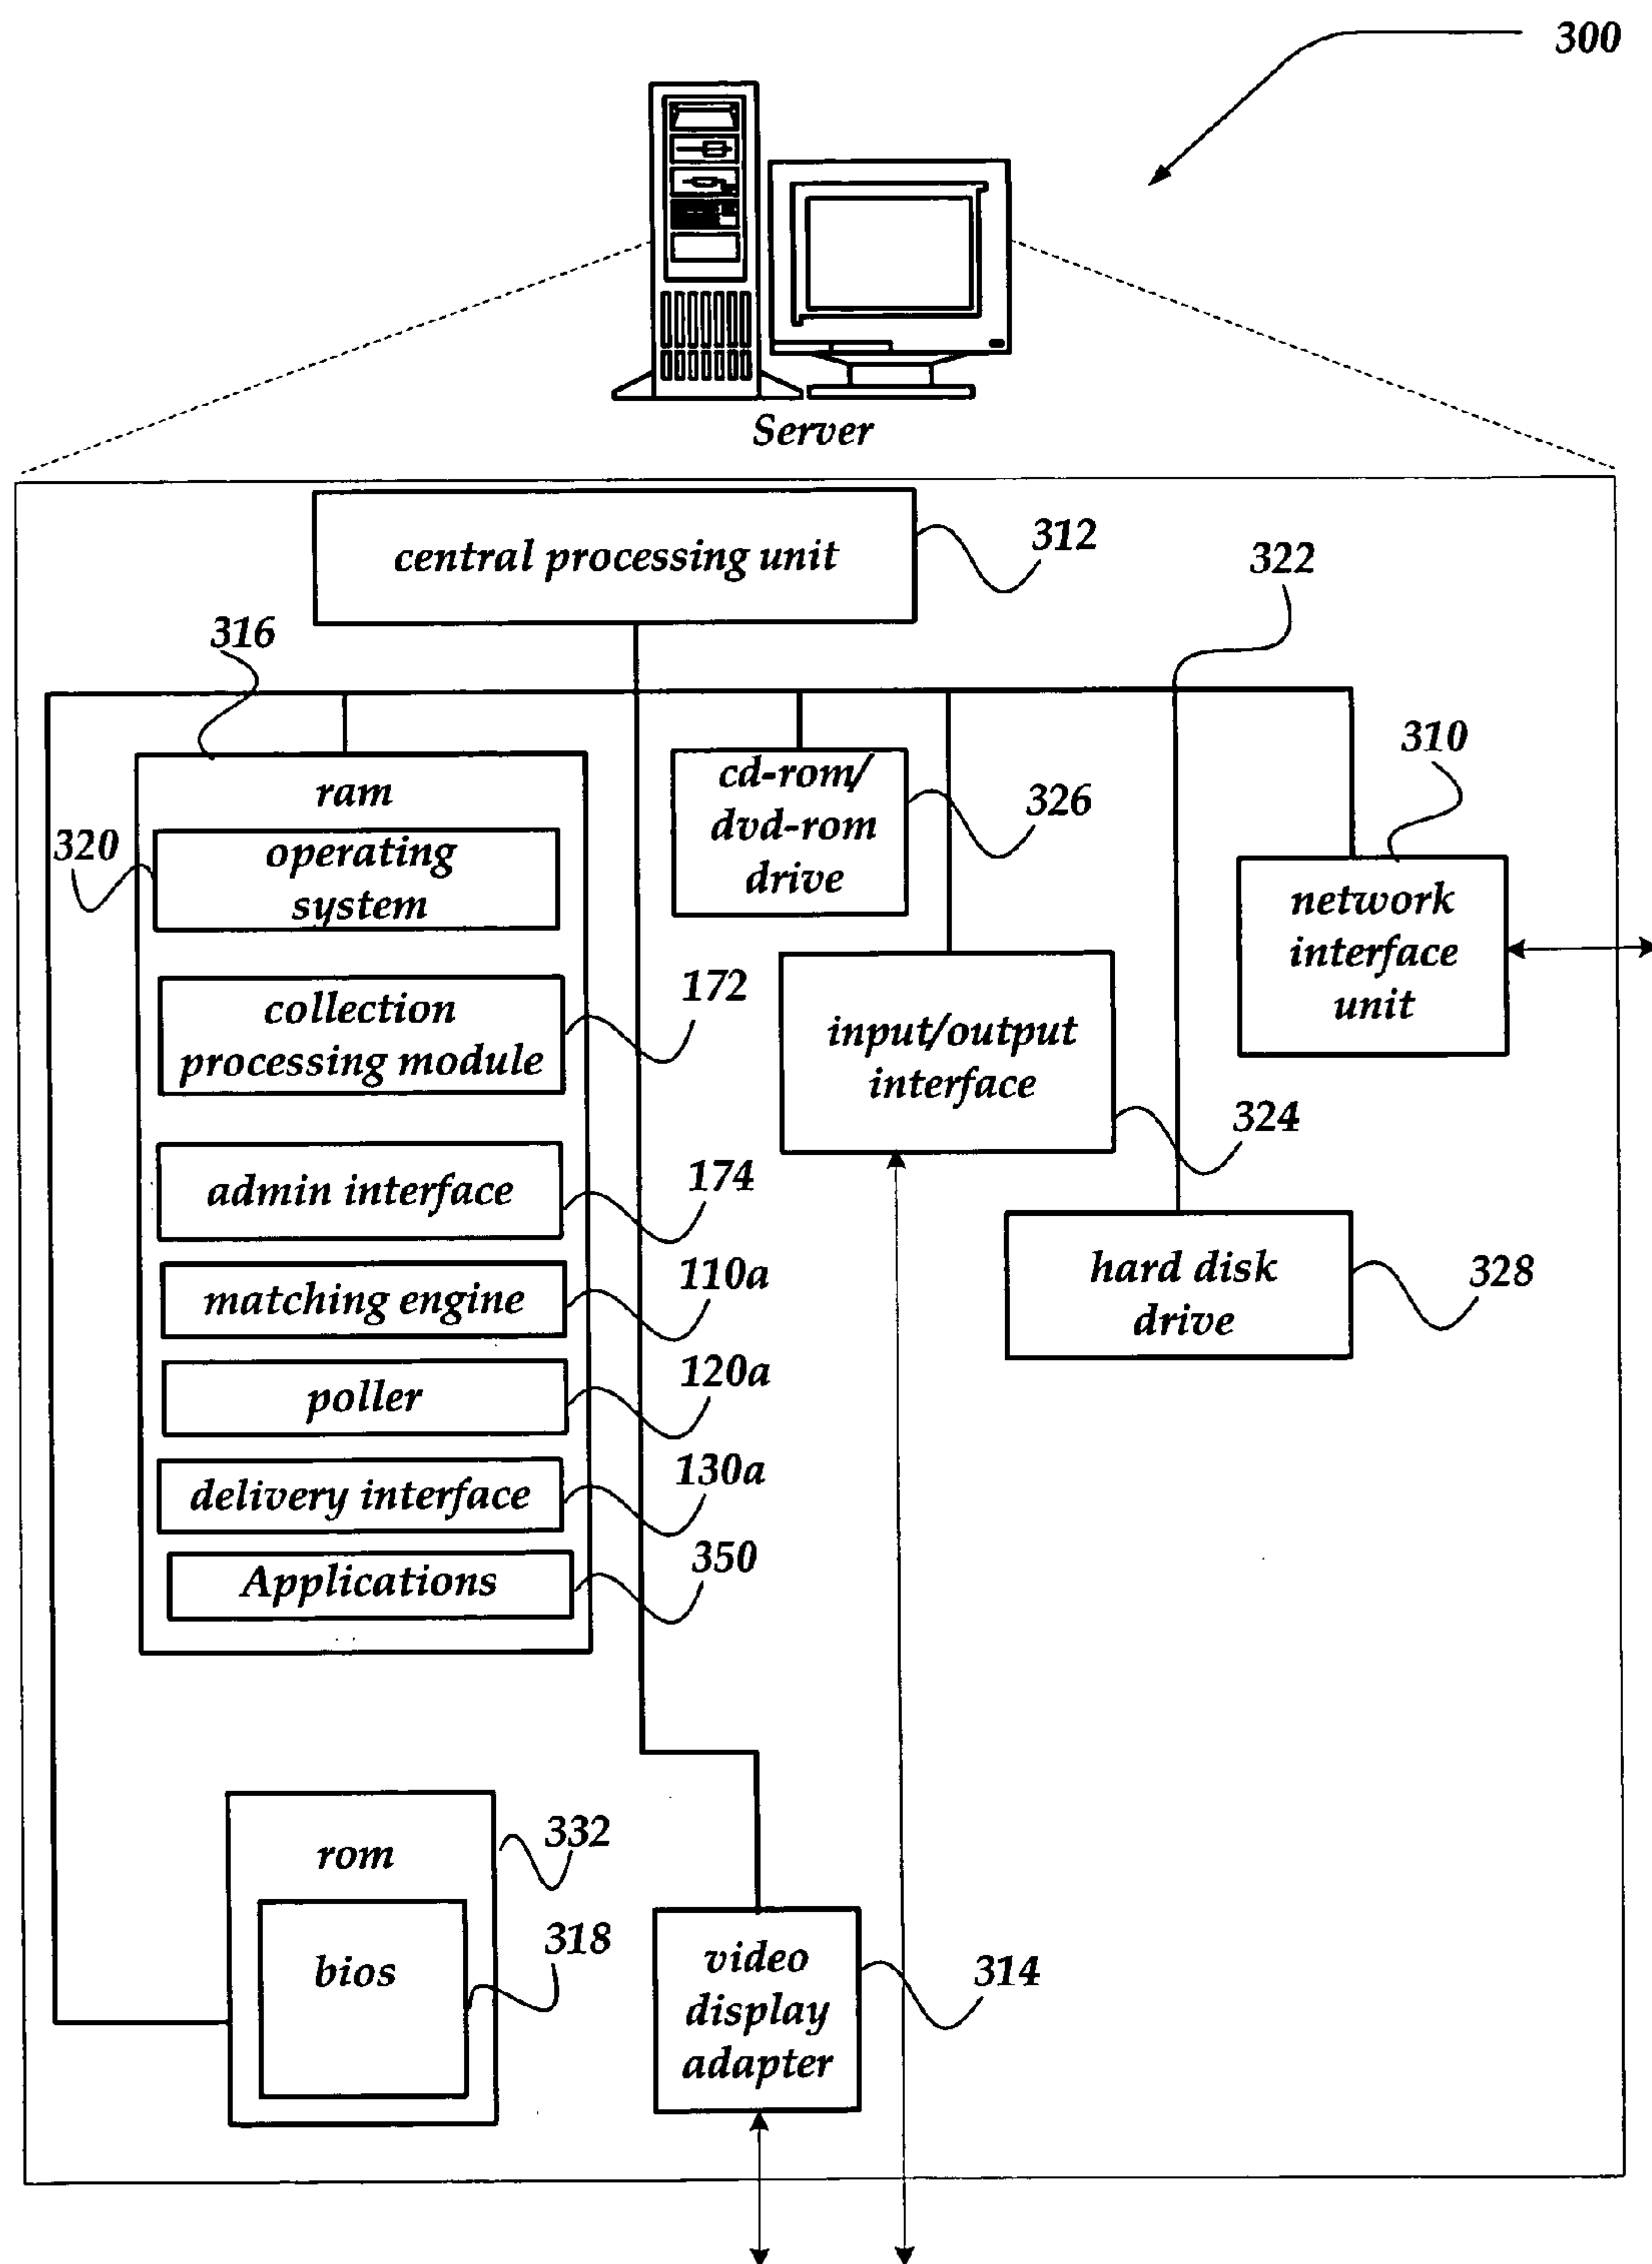 300
Server
central processing unit
312
322
316
310
ram
cd-rom/
dvd-rom
drive
326
320
operating
system
network
interface
unit
collection
processing module
172
input/output
interface
324
admin interface
174
hard disk
drive
328
matching engine
110a
poller
120a
delivery interface
130a
Applications
350
rom
332
bios
318
video
display
adapter
314